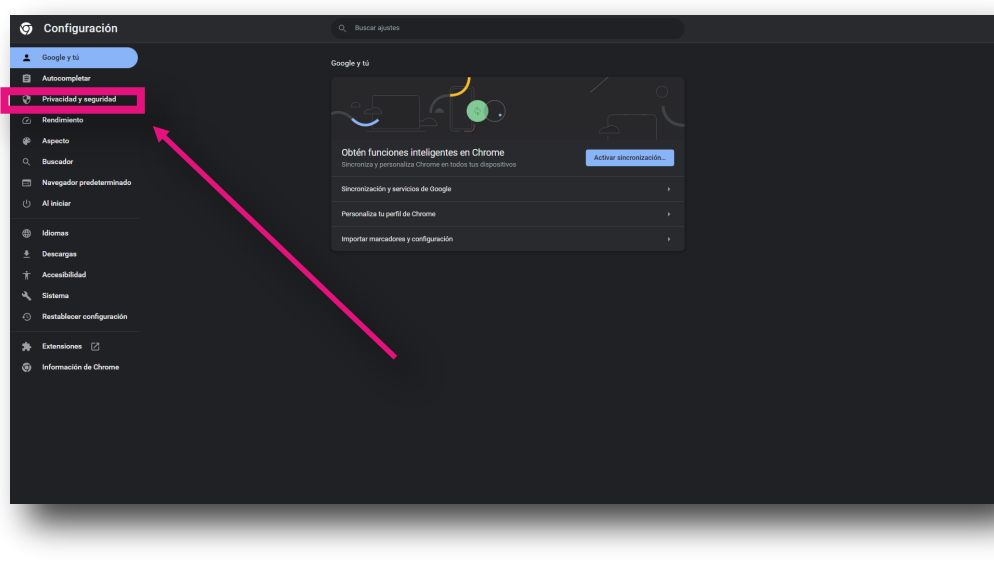 Configuración
Buscar ajustes
Google y tú
Autocompletar
Privacidad y seguridad
Rendimiento
Aspecto
Buscador
Navegador predeterminado
Al iniciar
Idiomas
Descargas
Accesibilidad
Sistema
Restablecer configuración
Extensiones
Información de Chrome
Google y tú
Obtén funciones inteligentes en Chrome
Sincroniza y personaliza Chrome en todos tus dispositivos
Activar sincronización...
Sincronización y servicios de Google
Personaliza tu perfil de Chrome
Importar marcadores y configuración